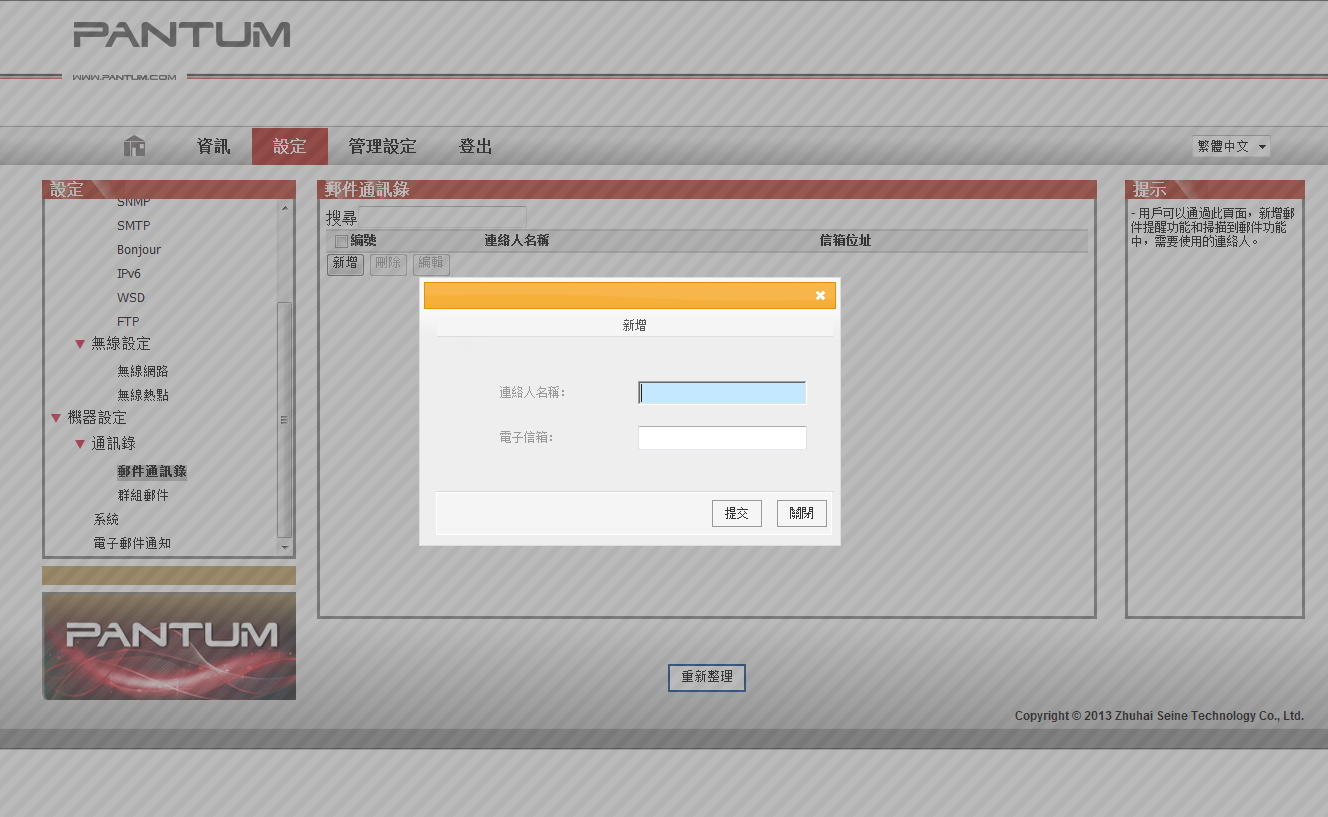 PANTUM
WWW.PANTUM.COM
資訊 設定 管理設定 登出 繁體中文
設定
SNMP
SMTP
Bonjour
IPv6
WSD
FTP
無線設定
無線網路
無線熱點
機器設定
通訊錄
郵件通訊錄
群組郵件
系統
電子郵件通知
PANTUM
郵件通訊錄
搜尋
編號 連絡人名稱 信箱位址
新增 刪除 編輯
新增
連絡人名稱:
電子信箱:
提交 關閉
提示
- 用戶可以通過此頁面，新增郵
件提醒功能和掃描到郵件功能
中，需要使用的連絡人。
重新整理
Copyright © 2013 Zhuhai Seine Technology Co., Ltd.